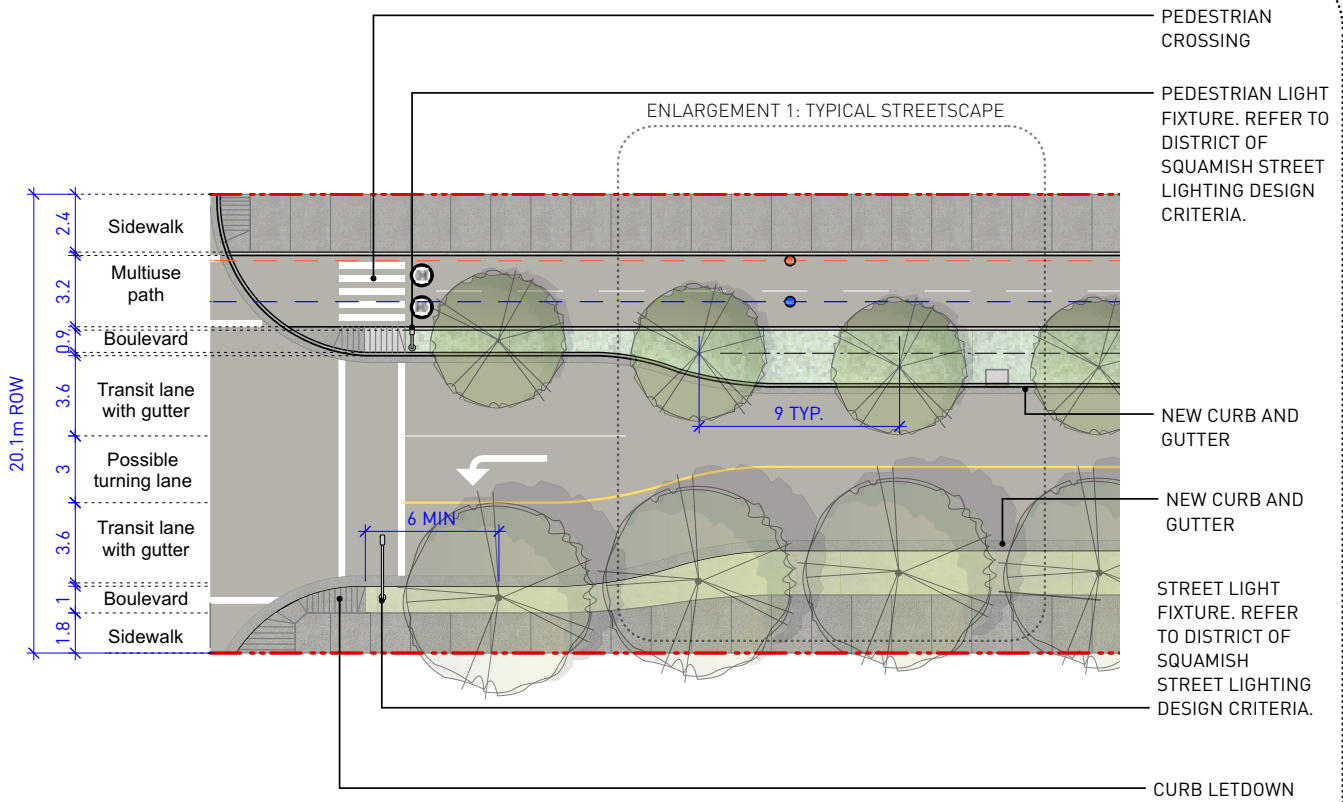 PEDESTRIAN
CROSSING
PEDESTRIAN LIGHT
FIXTURE. REFER TO
DISTRICT OF
SQUAMISH STREET
LIGHTING DESIGN
CRITERIA.
ENLARGEMENT 1: TYPICAL STREETSCAPE
20.1m ROW
2.4
Sidewalk
3.2
Multiuse
path
0.9
Boulevard
3.6
Transit lane
with gutter
3
Possible
turning lane
3.6
Transit lane
with gutter
1
Boulevard
1.8
Sidewalk
9 TYP.
6 MIN
NEW CURB AND
GUTTER
NEW CURB AND
GUTTER
STREET LIGHT
FIXTURE. REFER
TO DISTRICT OF
SQUAMISH
STREET LIGHTING
DESIGN CRITERIA.
CURB LETDOWN